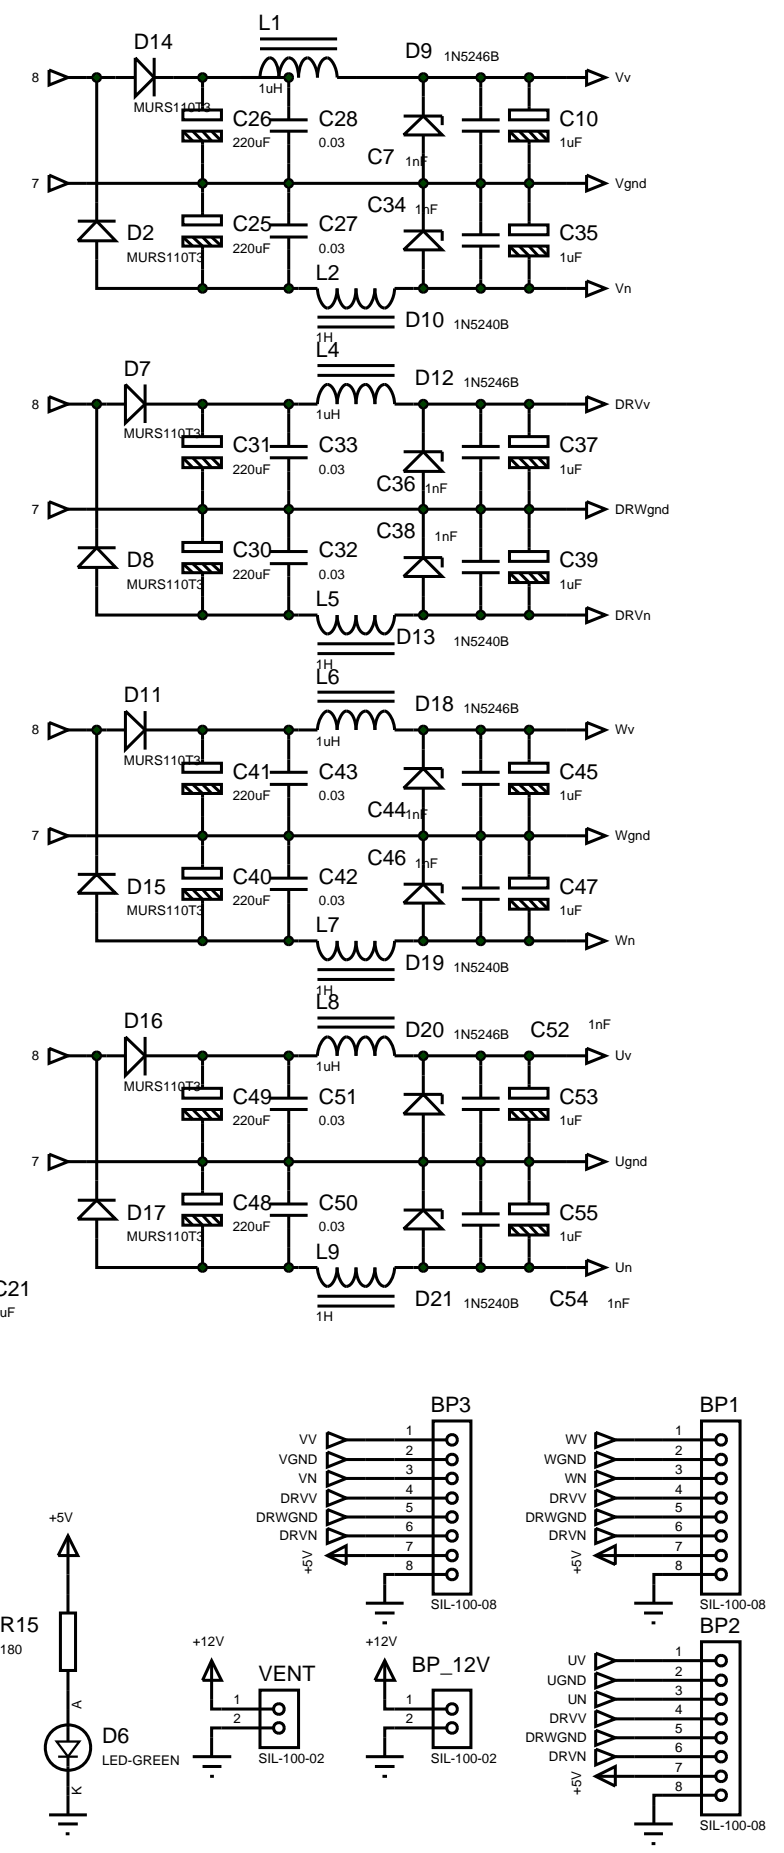 L1
D14
D9 1N5246B
8
Vv
1uH
MURS110T3
C26 C28 C10
220uF 0.03 1uF
C7 1nF
7
Vgnd
C34 1nF
D2 C25 C27 C35
MURS110T3 220uF 0.03 1uF
L2
Vn
D10 1N5240B
1H
L4
D7
D12 1N5246B
8
DRVv
1uH
MURS110T3
C31 C33 C37
220uF 0.03 1uF
C36 1nF
7
DRWgnd
C38 1nF
D8 C30 C32 C39
MURS110T3 220uF 0.03 1uF
L5
DRVn
D13 1N5240B
1H
L6
D11
D18 1N5246B
8
Wv
1uH
MURS110T3
C41 C43 C45
220uF 0.03 1uF
C44 1nF
7
Wgnd
C46 1nF
D15 C40 C42 C47
MURS110T3 220uF 0.03 1uF
L7
Wn
D19 1N5240B
1H
L8
D16
D20 1N5246B C52 1nF
8
Uv
1uH
MURS110T3
C49 C51 C53
220uF 0.03 1uF
7
Ugnd
D17 C48 C50 C55
MURS110T3 220uF 0.03 1uF
L9
Un
C21
uF
D21 1N5240B C54 1nF
1H
BP3
VV 1
VGND 2
VN 3
DRVV 4
DRWGND 5
DRVN 6
+5V 7
8
SIL-100-08
BP1
WV 1
WGND 2
WN 3
DRVV 4
DRWGND 5
DRVN 6
+5V 7
8
SIL-100-08
+5V
R15
180
A
D6
LED-GREEN
K
+12V
VENT
1
2
SIL-100-02
+12V
BP_12V
1
2
SIL-100-02
BP2
UV 1
UGND 2
UN 3
DRVV 4
DRWGND 5
DRVN 6
+5V 7
8
SIL-100-08